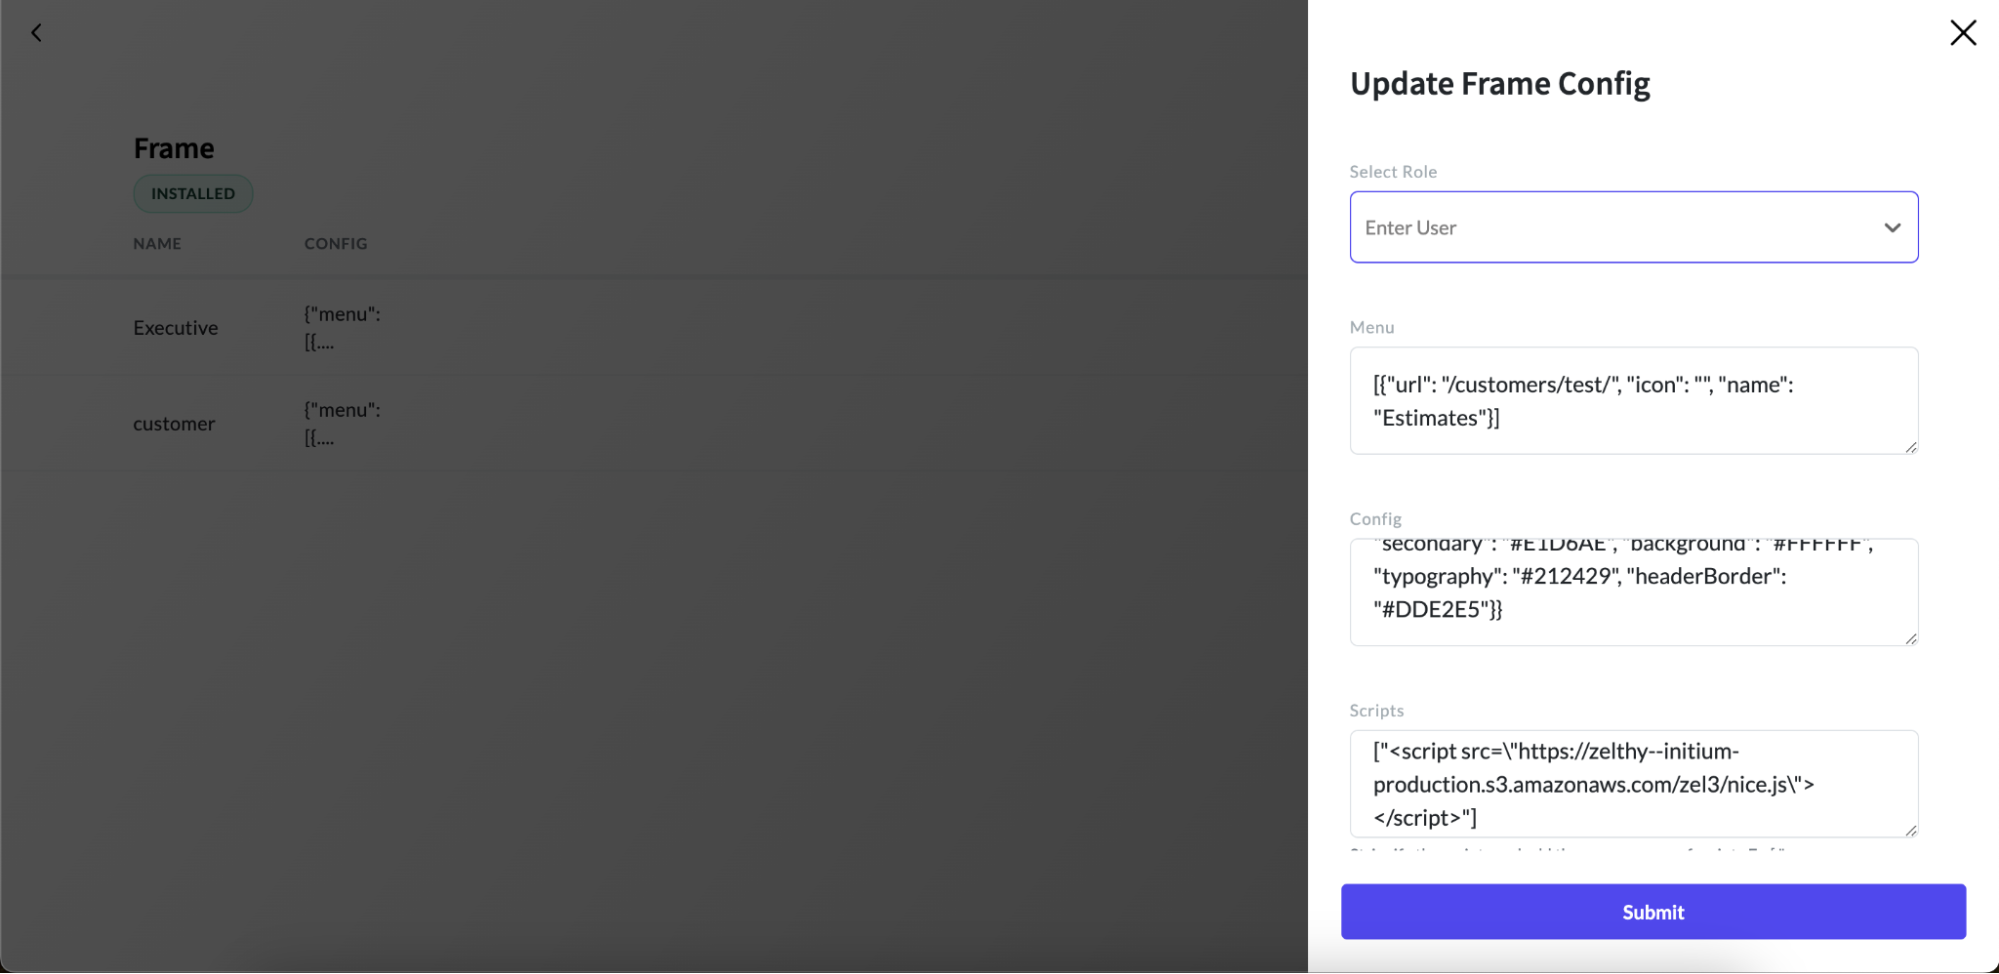 Frame
INSTALLED
NAME CONFIG
Executive {"menu":
[{....
customer {"menu":
[{....
Update Frame Config
Select Role
Enter User
Menu
[{"url": "/customers/test/", "icon": "", "name":
"Estimates"}]
Config
"secondary": "#E1D6AE", "background": "#FFFFFF",
"typography": "#212429", "headerBorder":
"#DDE2E5"}}
Scripts
["<script src=\"https://zelthy--initium-
production.s3.amazonaws.com/zel3/nice.js\">
</script>"]
Submit